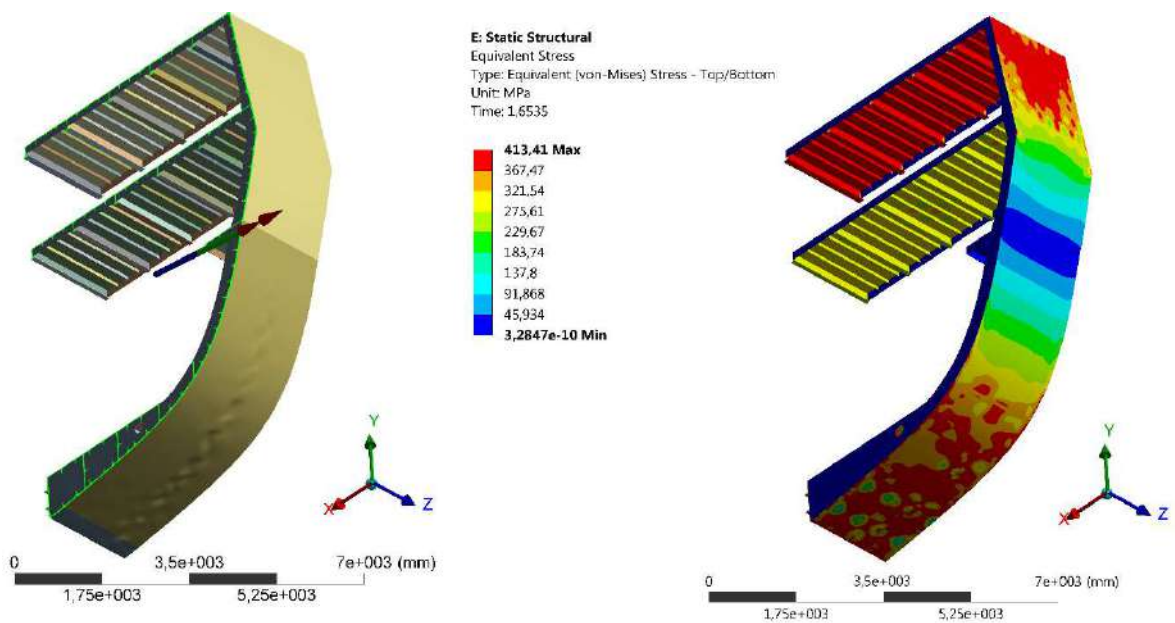 E: Static Structural
Equivalent Stress
Type: Equivalent (von-Mises) Stress - Top/Bottom
Unit: MPa
Time: 1,6535
413,41 Max
367,47
321,54
275,61
229,67
183,74
137,8
91,868
45,934
3,2847e-10 Min
Y
X
Z
0
3,5e+003
7e+003 (mm)
1,75e+003
5,25e+003
Y
X
Z
0
3,5e+003
7e+003 (mm)
1,75e+003
5,25e+003